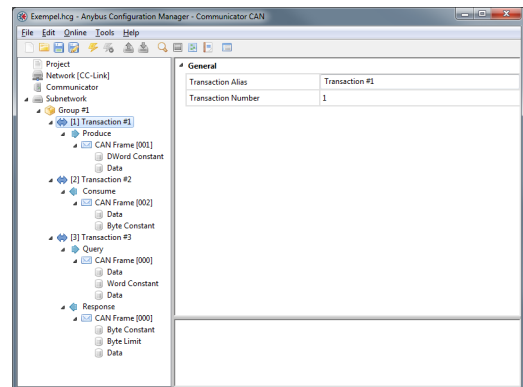 Exempel.hcg - Anybus Configuration Manager - Communicator CAN
File Edit Online Tools Help
Project
Network [CC-Link]
Communicator
Subnetwork
Group #1
[1] Transaction #1
Produce
CAN Frame [001]
DWord Constant
Data
[2] Transaction #2
Consume
CAN Frame [002]
Data
Byte Constant
[3] Transaction #3
Query
CAN Frame [000]
Data
Word Constant
Data
Response
CAN Frame [000]
Byte Constant
Byte Limit
Data
General
Transaction Alias Transaction #1
Transaction Number 1